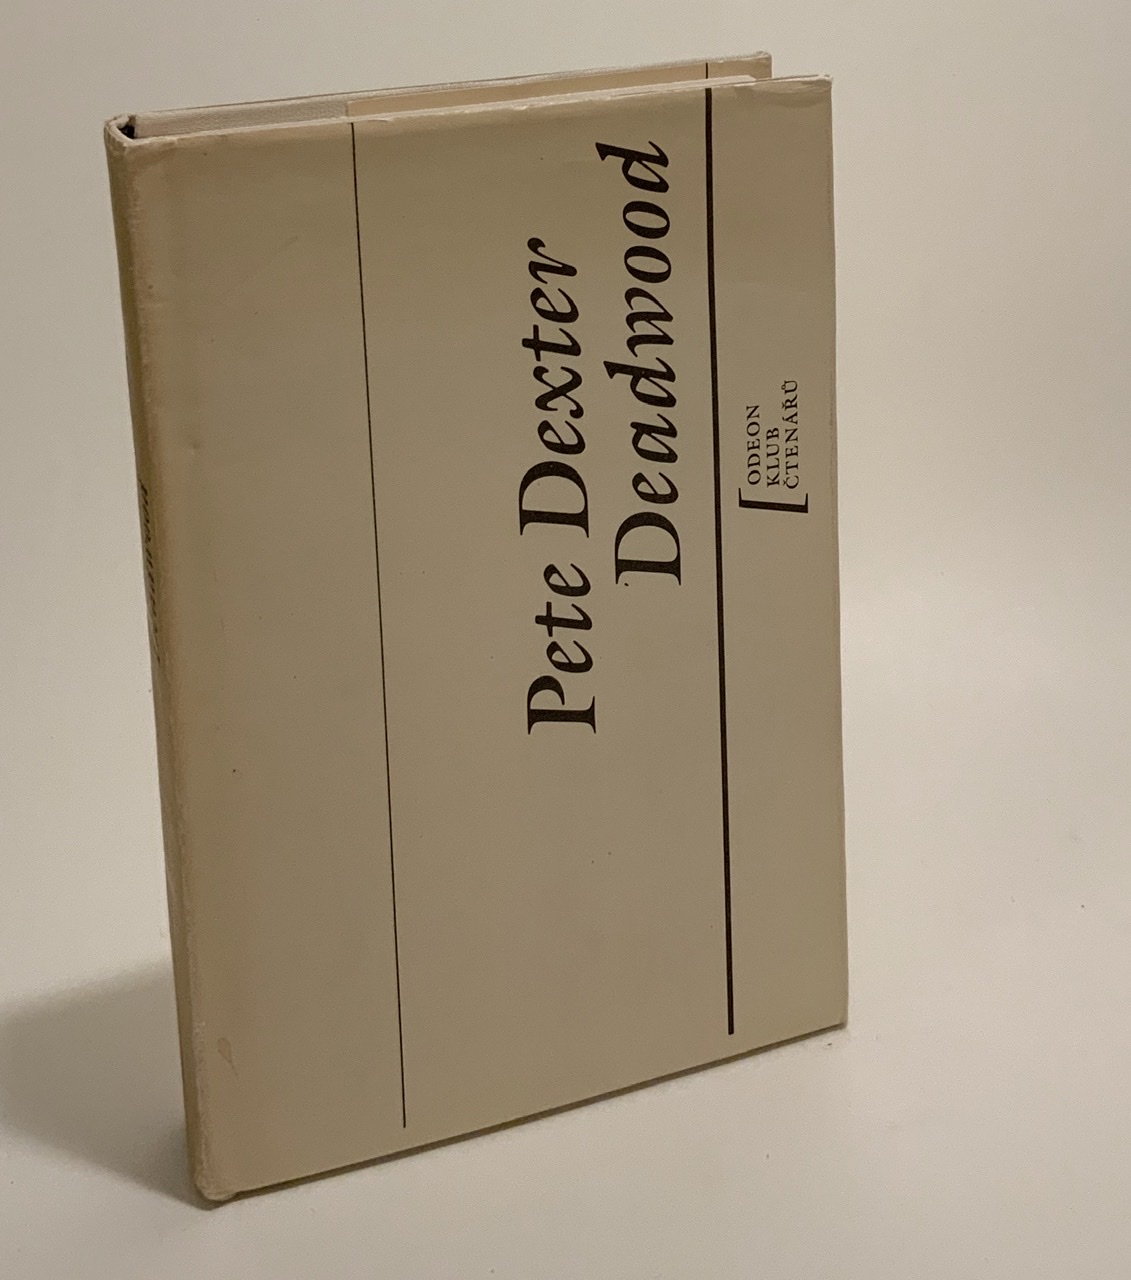 Pete Dexter
Deadwood
ODEON
KLUB
ČTENÁŘŮ